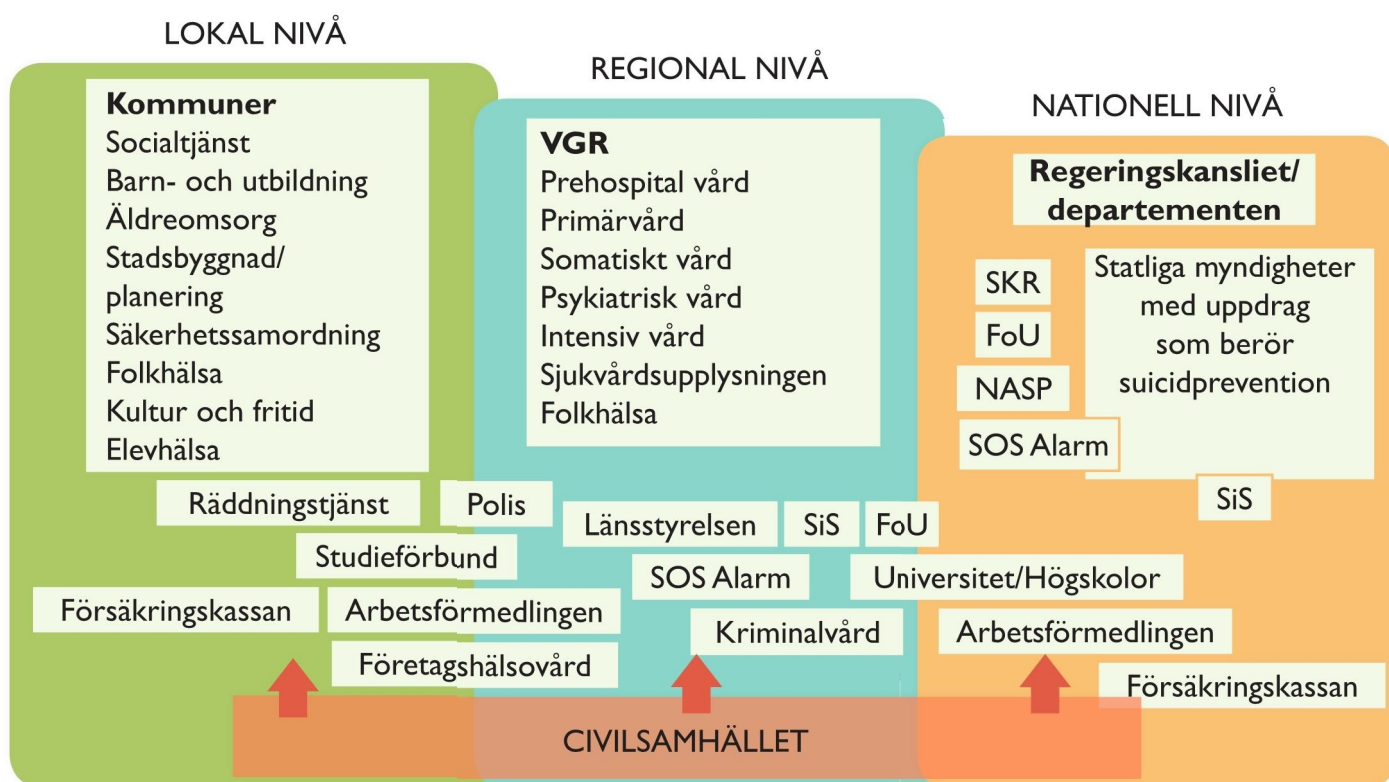 LOKAL NIVÅ
REGIONAL NIVÅ
NATIONELL NIVÅ
Kommuner
Socialtjänst
Barn- och utbildning
Äldreomsorg
Stadsbyggnad/
planering
Säkerhetssamordning
Folkhälsa
Kultur och fritid
Elevhälsa
VGR
Prehospital vård
Primärvård
Somatiskt vård
Psykiatrisk vård
Intensiv vård
Sjukvårdsupplysningen
Folkhälsa
Regeringskansliet/
departementen
SKR
FoU
NASP
SOS Alarm
Statliga myndigheter
med uppdrag
som berör
suicidprevention
SiS
Räddningstjänst
Polis
Studieförbund
Försäkringskassan
Arbetsförmedlingen
Företagshälsovård
Länsstyrelsen
SiS
FoU
SOS Alarm
Universitet/Högskolor
Kriminalvård
Arbetsförmedlingen
Försäkringskassan
CIVILSAMHÄLLET